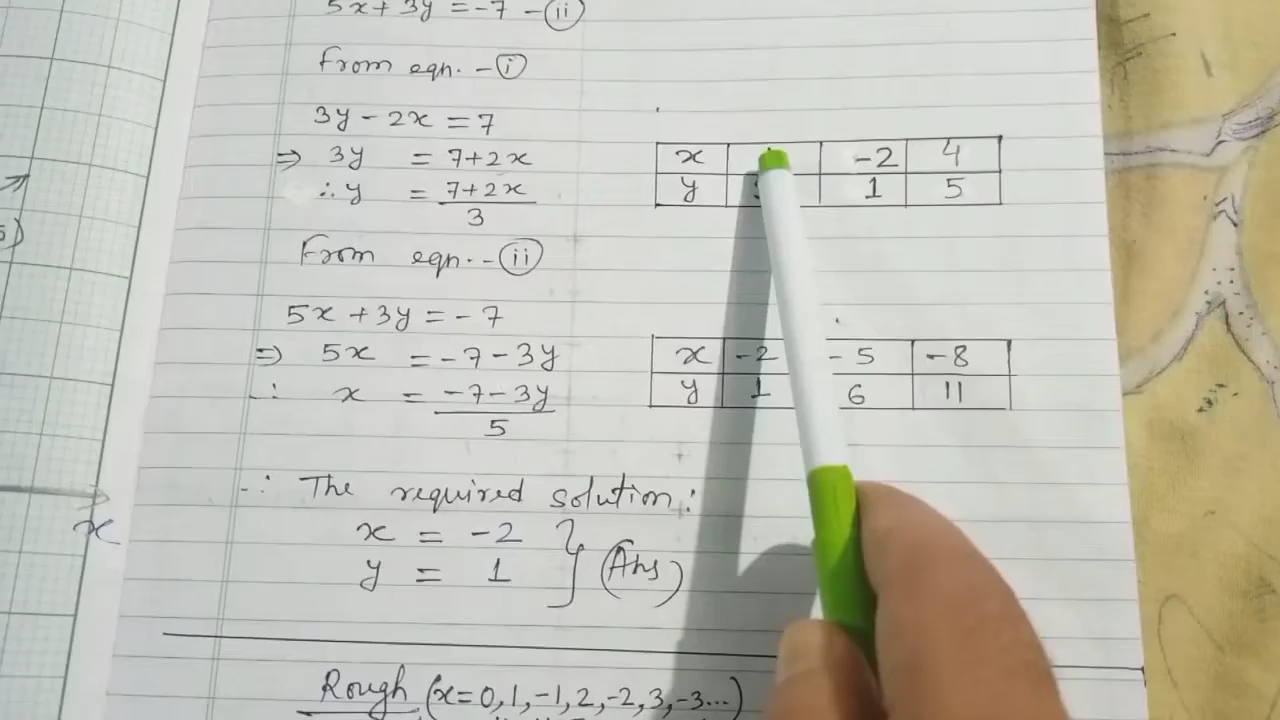 5x + 3y = -7 - (ii)
From eqn. - (i)
3y - 2x = 7
⇒ 3y = 7+2x
∴ y = 7+2x
3
x -2 4
y 1 5
From eqn. - (ii)
5x + 3y = -7
⇒ 5x = -7 - 3y
∴ x = -7 - 3y
5
x -2 -5 -8
y 1 6 11
∴ The required solution:
x = -2
y = 1
} (Ans)
Rough (x = 0, 1, -1, 2, -2, 3, -3...)
x